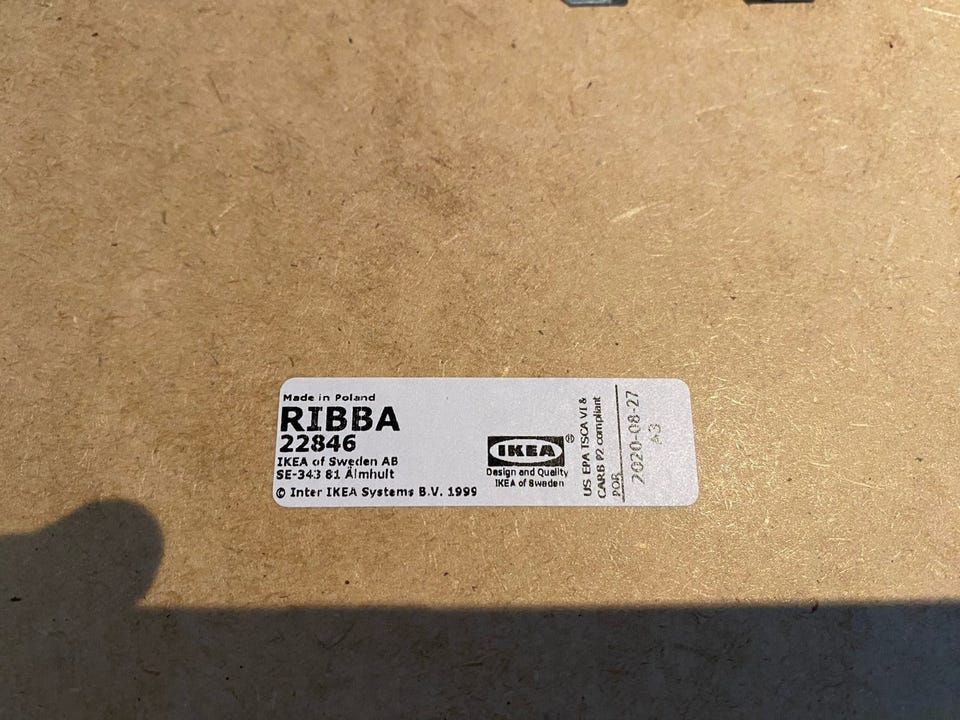 Made in Poland
RIBBA
22846
IKEA of Sweden AB
SE-343 81 Älmhult
© Inter IKEA Systems B.V. 1999
IKEA®
Design and Quality
IKEA of Sweden
US EPA TSCA VI &
CARB P2 compliant
POR
2020-08-27
A3